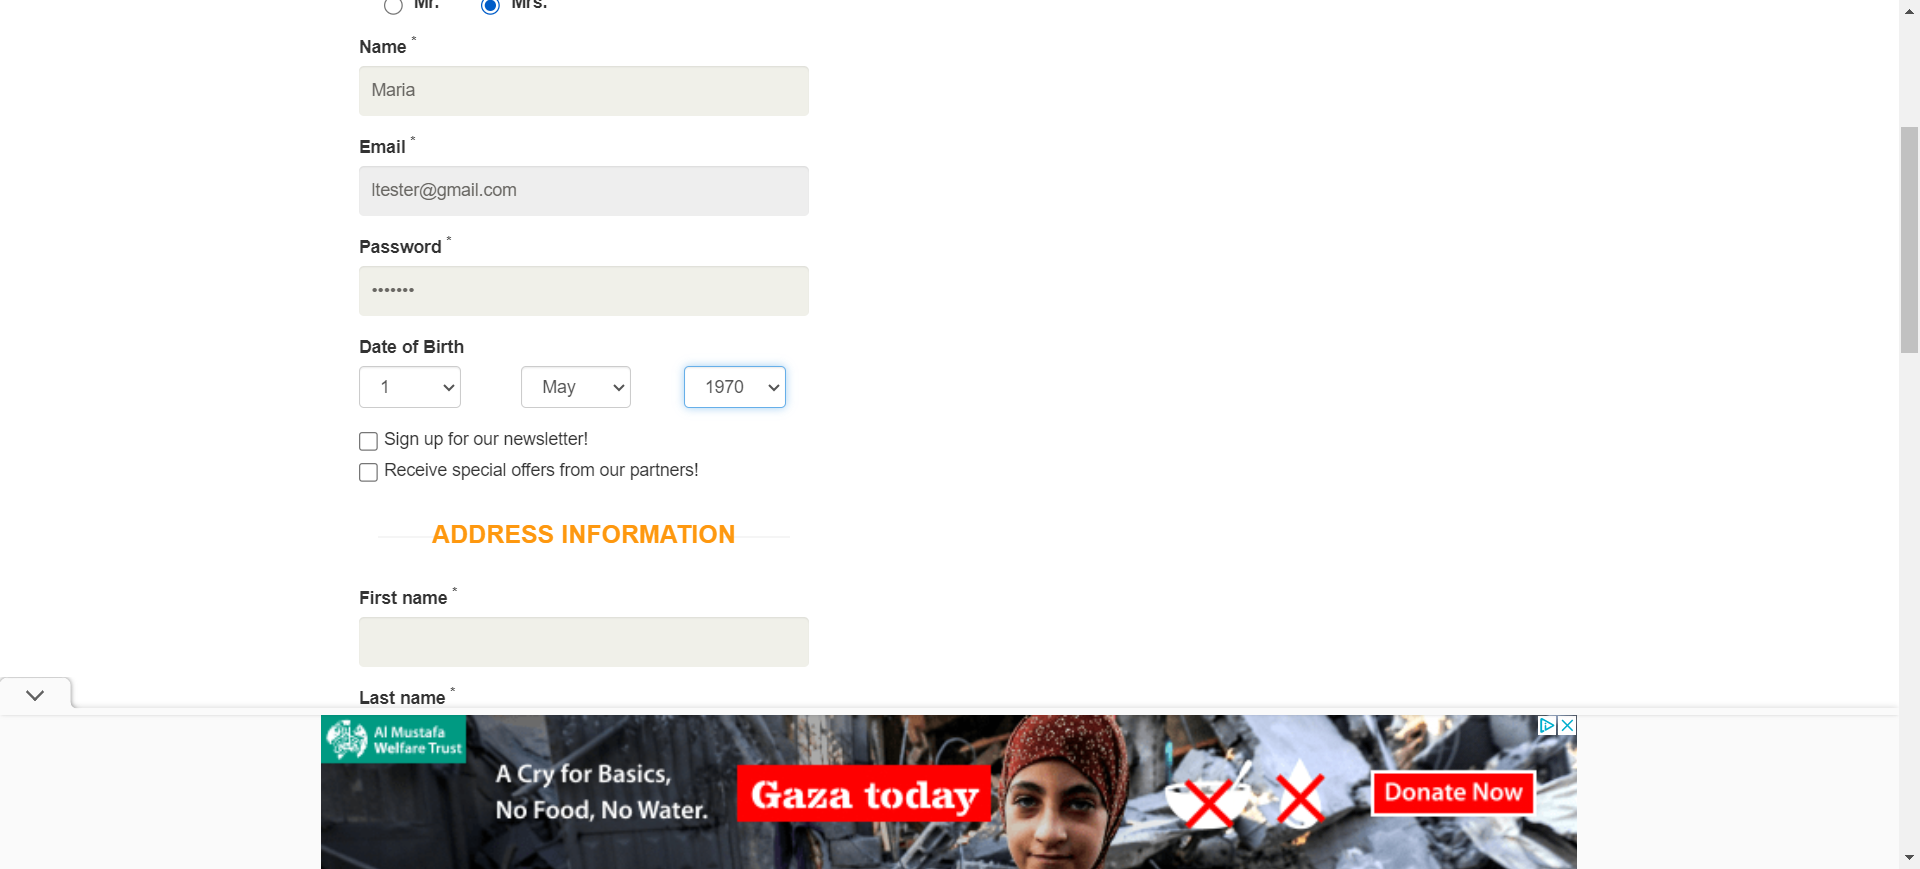 Mr. Mrs.
Name *
Maria
Email *
ltester@gmail.com
Password *
•••••••
Date of Birth
1 May 1970
Sign up for our newsletter!
Receive special offers from our partners!
ADDRESS INFORMATION
First name *
Last name *
Al Mustafa
Welfare Trust
A Cry for Basics,
No Food, No Water.
Gaza today
Donate Now